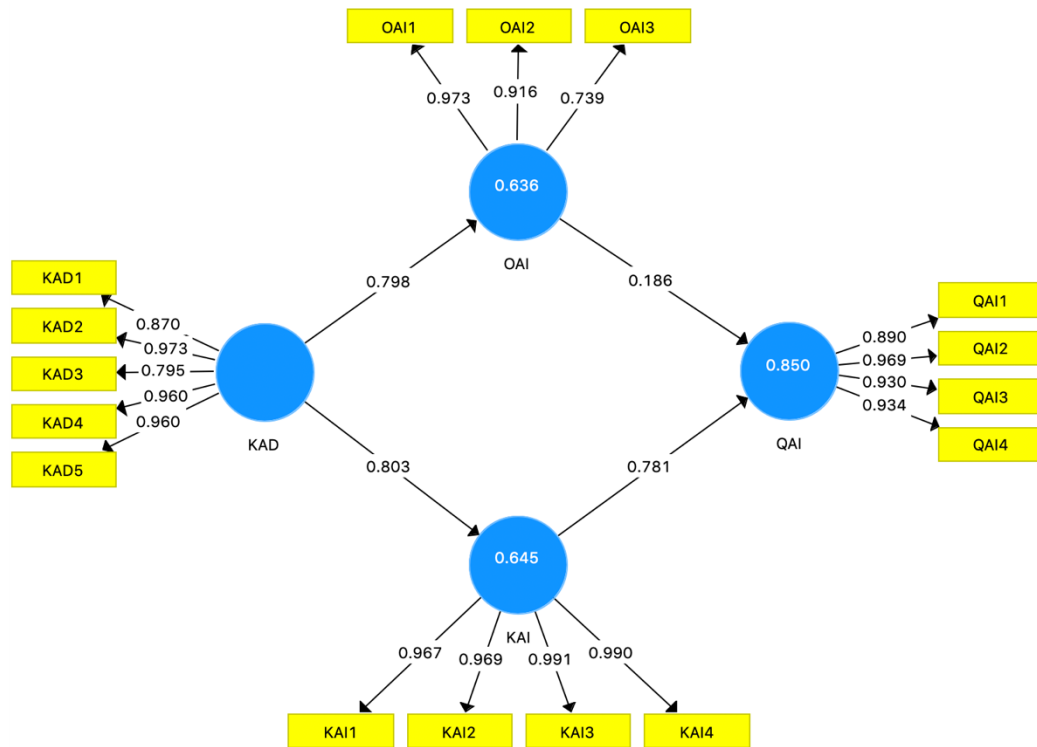 OAI1 OAI2 OAI3
0.973 0.916 0.739
0.636
OAI
0.798 0.186
KAD1
KAD2
KAD3
KAD4
KAD5
0.870
0.973
0.795
0.960
0.960
KAD
0.850
QAI
0.890
0.969
0.930
0.934
QAI1
QAI2
QAI3
QAI4
0.803 0.781
0.645
KAI
0.967 0.969 0.991 0.990
KAI1 KAI2 KAI3 KAI4